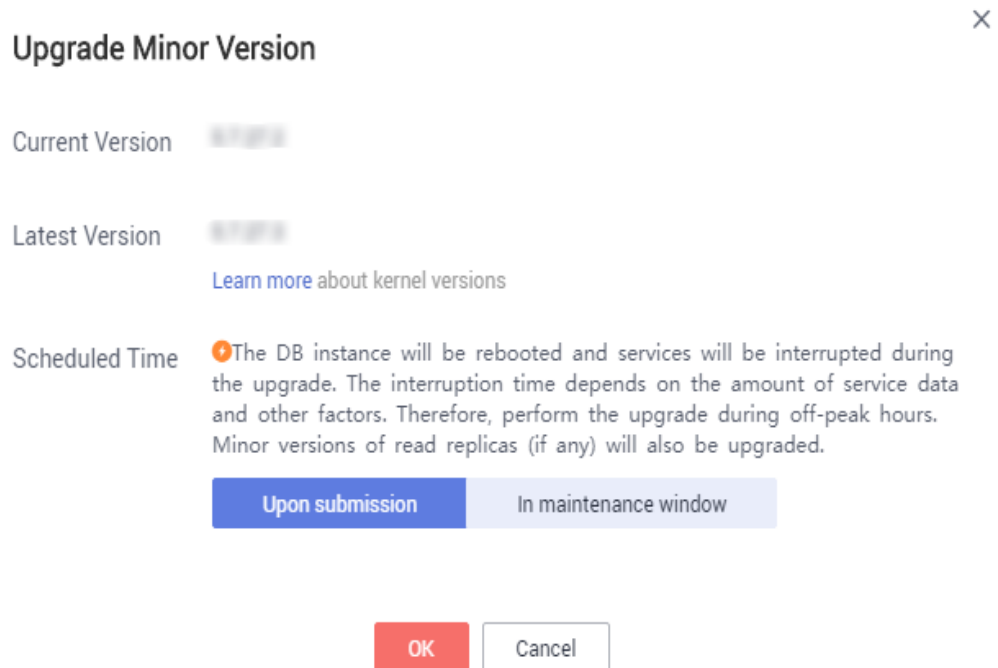 Upgrade Minor Version
Current Version
Latest Version
Learn more about kernel versions
Scheduled Time
The DB instance will be rebooted and services will be interrupted during
the upgrade. The interruption time depends on the amount of service data
and other factors. Therefore, perform the upgrade during off-peak hours.
Minor versions of read replicas (if any) will also be upgraded.
Upon submission In maintenance window
OK Cancel